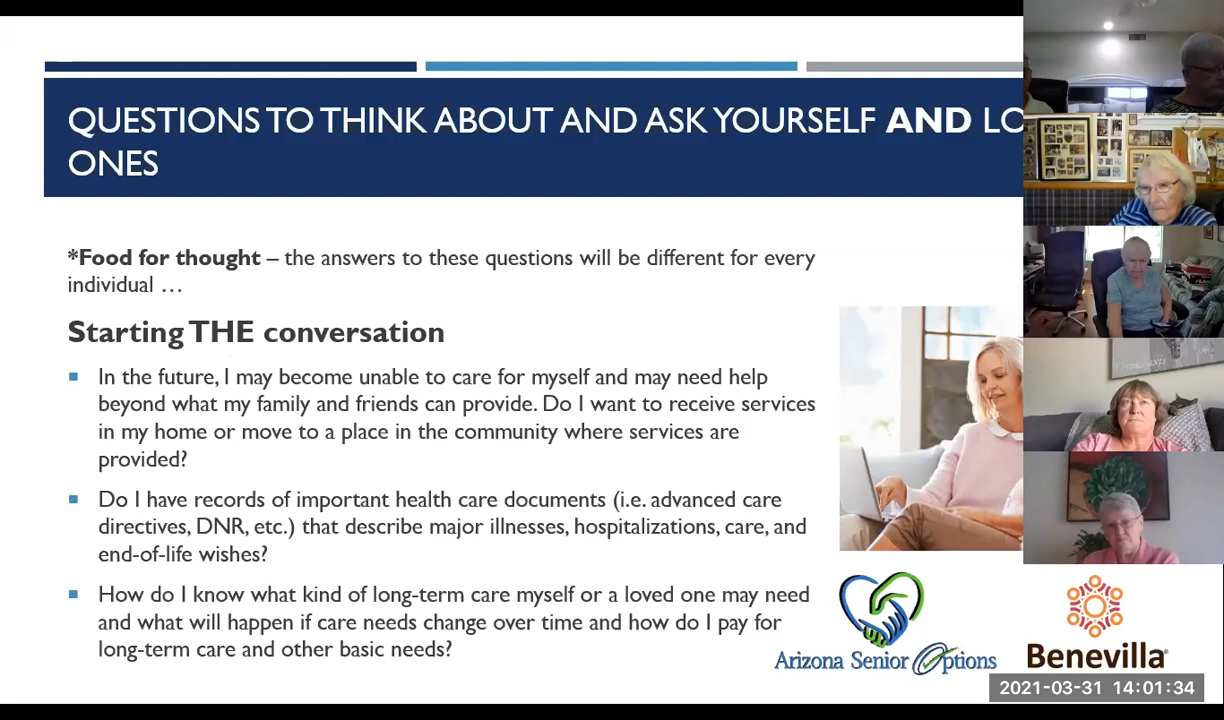 QUESTIONS TO THINK ABOUT AND ASK YOURSELF AND LO
ONES
*Food for thought – the answers to these questions will be different for every
individual …
Starting THE conversation
▪ In the future, I may become unable to care for myself and may need help
beyond what my family and friends can provide. Do I want to receive services
in my home or move to a place in the community where services are
provided?
▪ Do I have records of important health care documents (i.e. advanced care
directives, DNR, etc.) that describe major illnesses, hospitalizations, care, and
end-of-life wishes?
▪ How do I know what kind of long-term care myself or a loved one may need
and what will happen if care needs change over time and how do I pay for
long-term care and other basic needs?
Arizona Senior Options
Benevilla
2021-03-31 14:01:34